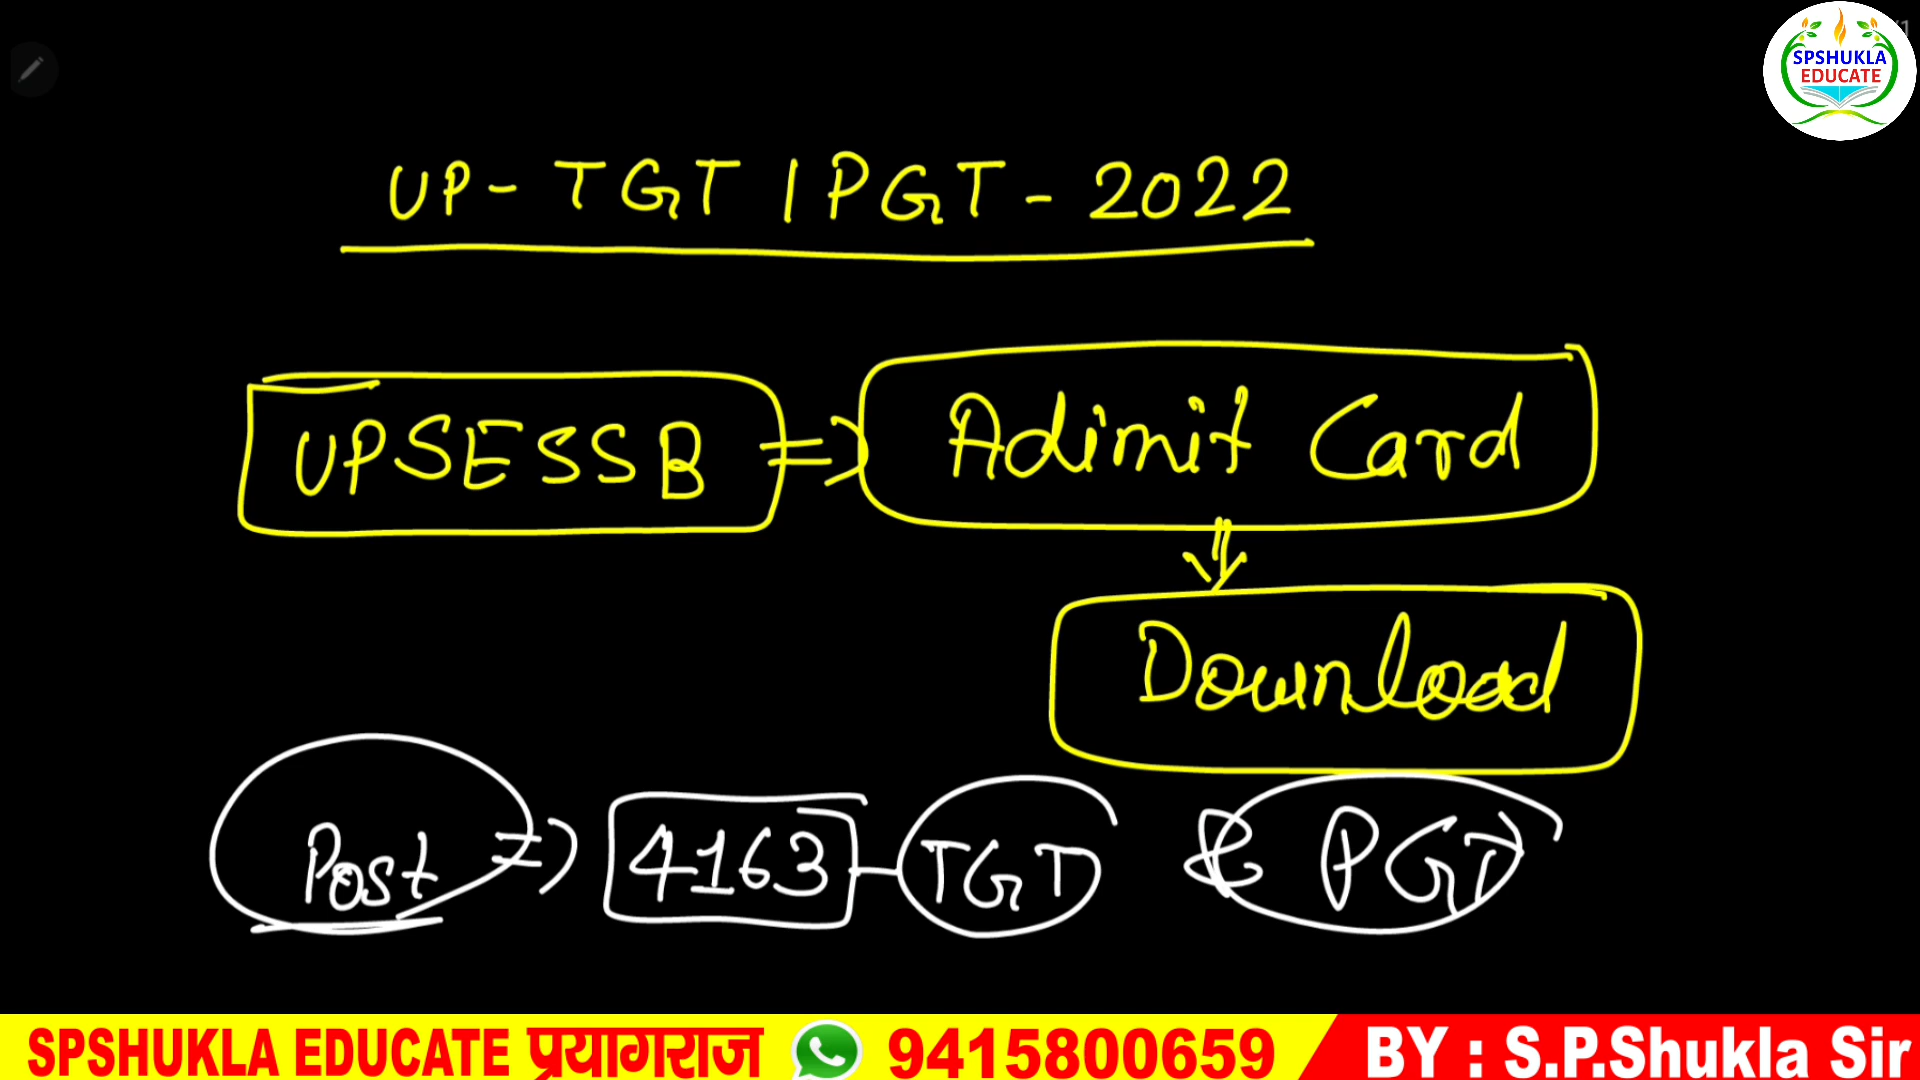 SPSHUKLA
EDUCATE
UP - TGT | PGT - 2022
UPSESSB => Adimit Card
Download
Post => 4163 - TGT & PGT
SPSHUKLA EDUCATE प्रयागराज 9415800659 BY : S.P.Shukla Sir